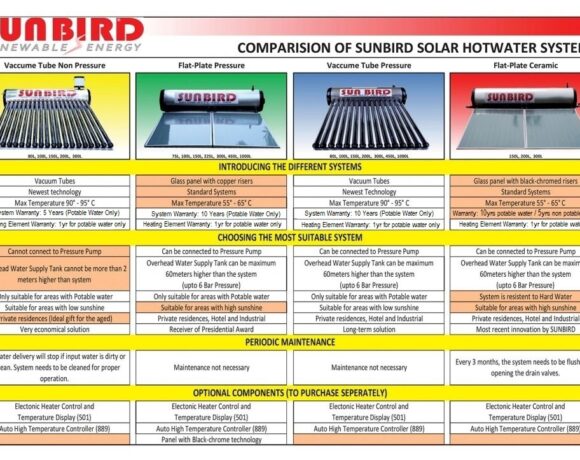 SUNBIRD
NEWABLE ENERGY
COMPARISION OF SUNBIRD SOLAR HOTWATER SYSTEM
Vaccume Tube Non Pressure
Flat-Plate Pressure
Vaccume Tube Pressure
Flat-Plate Ceramic
SUNBIRD
SUNBIRD
SUNBIRD
80L, 100L, 150L, 200L, 300L
75L, 100L, 150L, 225L, 300L, 450L, 1000L
80L, 100L, 150L, 200L, 300L, 450L, 1000L
150L, 200L, 300L
INTRODUCING THE DIFFERENT SYSTEMS
Vacuum Tubes
Glass panel with copper risers
Vacuum Tubes
Glass panel with black-chromed risers
Newest technology
Standard Systems
Newest Technology
Standard Systems
Max Temperature 90° - 95° C
Max Temperature 55° - 65° C
Max Temperature 90° - 95° C
Max Temperature 55° - 65° C
System Warranty: 5 Years (Potable Water Only)
System Warranty: 10 Years (Potable Water Only)
System Warranty: 10 Years (Potable Water Only)
Warranty: 10yrs potable water / 5yrs non potable
Heating Element Warranty: 1yr for potable water only
Heating Element Warranty: 1yr for potable water only
Heating Element Warranty: 1yr for potable water only
Heating Element Warranty: 1yr for potable water only
CHOOSING THE MOST SUITABLE SYSTEM
Cannot connect to Pressure Pump
Can be connected to Pressure Pump
Can be connected to Pressure Pump
Can be connected to Pressure Pump
head Water Supply Tank cannot be more than 2
meters higher than system
Overhead Water Supply Tank can be maximum
60meters higher than the system
(upto 6 Bar Pressure)
Overhead Water Supply Tank can be maximum
60meters higher than the system
(upto 6 Bar Pressure)
Overhead Water Supply Tank can be maximum
60meters higher than the system
(upto 6 Bar Pressure)
Only suitable for areas with Potable water
Only suitable for areas with Potable water
Only suitable for areas with Potable water
System is resistent to Hard Water
Suitable for areas with low sunshine
Suitable for areas with high sunshine
Suitable for areas with low sunshine
Suitable for areas with high sunshine
Private residences (Ideal gift for the aged)
Private residences, Hotel and Industrial
Private residences, Hotel and Industrial
Private residences, Hotel and Industrial
Very economical solution
Receiver of Presidential Award
Long-term solution
Most recent innovation by SUNBIRD
PERIODIC MAINTENANCE
ater delivery will stop if input water is dirty or
ean. System needs to be cleaned for proper
operation.
Maintenance not necessary
Maintenance not necessary
Every 3 months, the system needs to be flush
opening the drain valves.
OPTIONAL COMPONENTS (TO PURCHASE SEPERATELY)
Electonic Heater Control and
Temperature Display (501)
Electonic Heater Control and
Temperature Display (501)
Electonic Heater Control and
Temperature Display (501)
Electonic Heater Control and
Temperature Display (501)
Auto High Temperature Controller (889)
Auto High Temperature Controller (889)
Auto High Temperature Controller (889)
Auto High Temperature Controller (889)
Panel with Black-chrome technology